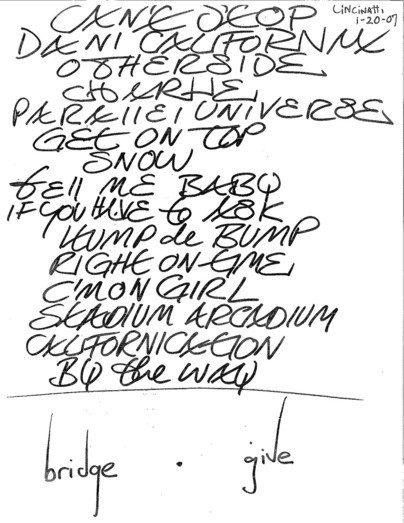 CAN'T STOP
CINCINATTI
1-20-07
DANI CALIFORNIA
OTHERSIDE
CHARLIE
PARALLEL UNIVERSE
GET ON TOP
SNOW
tell ME BABY
IF YOU HAVE to ASK
HUMP de BUMP
RIGHT ON TIME
C'MON GIRL
STADIUM ARCADIUM
CALIFORNICATION
BY the WAY
bridge . give